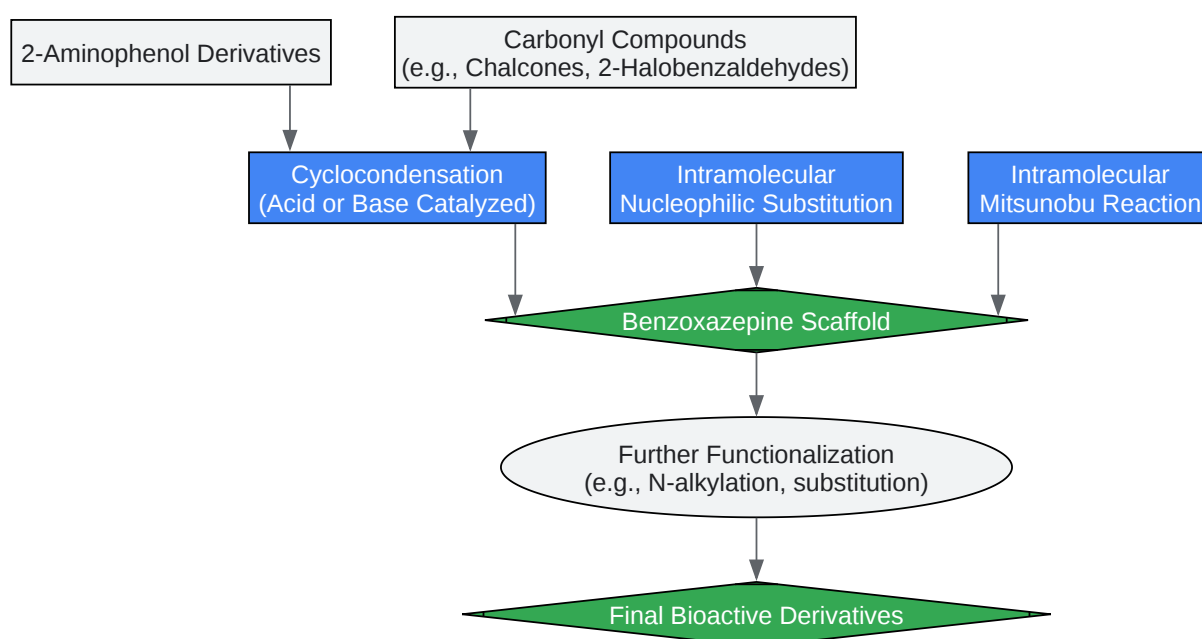 2-Aminophenol Derivatives
Carbonyl Compounds
(e.g., Chalcones, 2-Halobenzaldehydes)
Cyclocondensation
(Acid or Base Catalyzed)
Intramolecular
Nucleophilic Substitution
Intramolecular
Mitsunobu Reaction
Benzoxazepine Scaffold
Further Functionalization
(e.g., N-alkylation, substitution)
Final Bioactive Derivatives